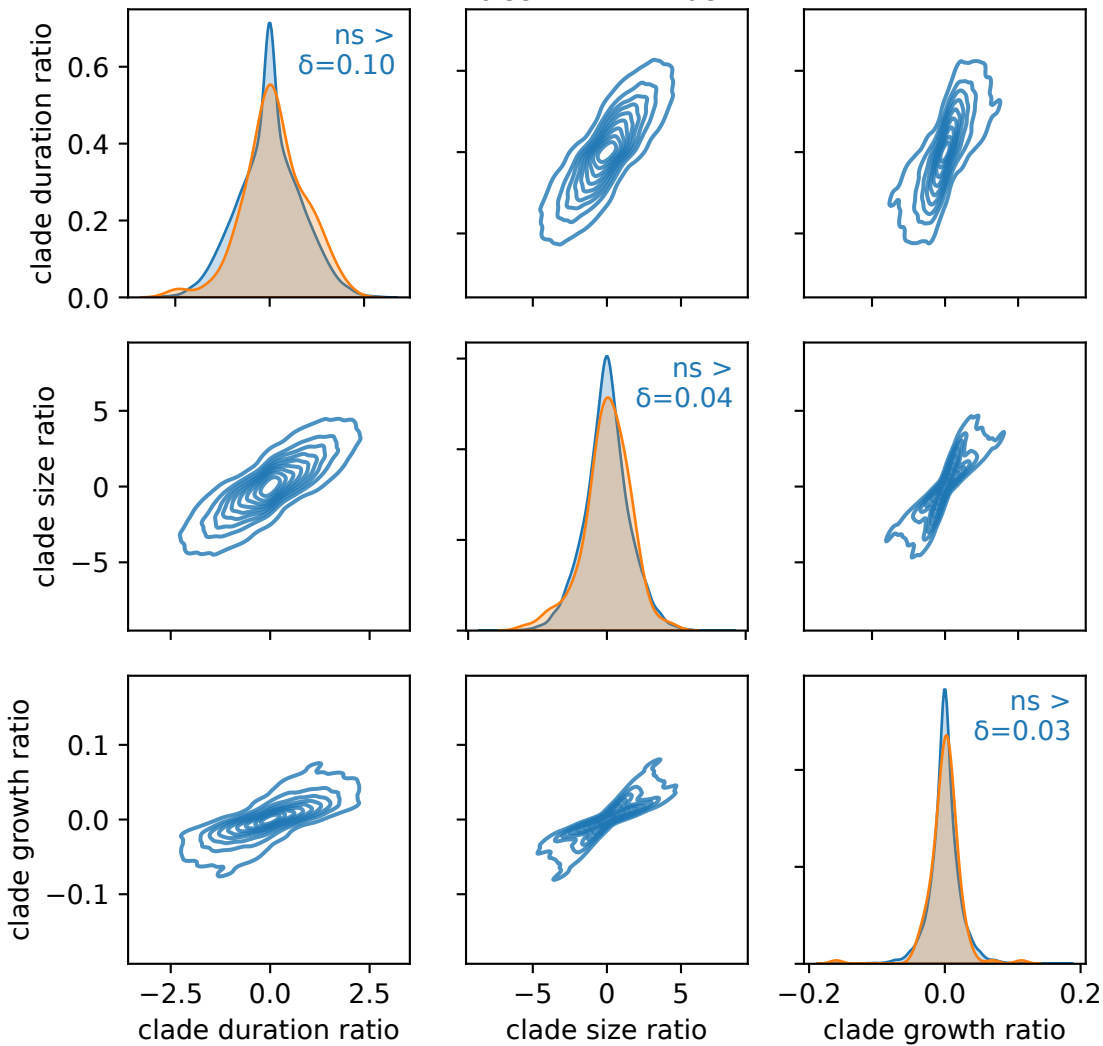 clade duration ratio
0.6
0.4
0.2
0.0
ns >
δ=0.10
clade size ratio
5
0
−5
ns >
δ=0.04
clade growth ratio
0.1
0.0
−0.1
ns >
δ=0.03
−2.5 0.0 2.5
−5 0 5
−0.2 0.0 0.2
clade duration ratio
clade size ratio
clade growth ratio